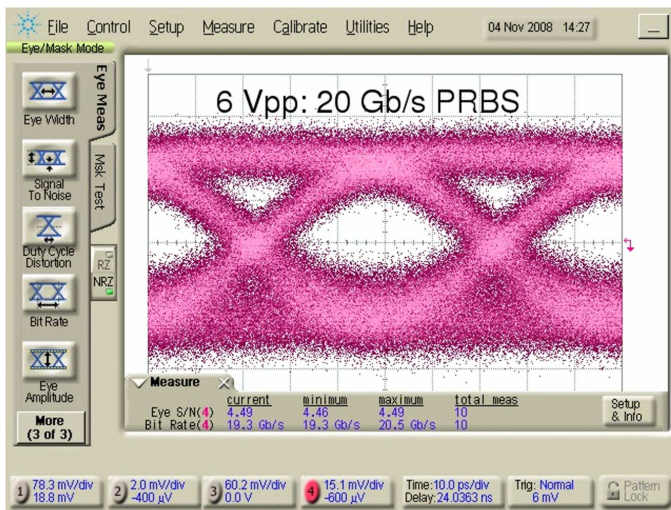 File Control Setup Measure Calibrate Utilities Help 04 Nov 2008 14:27
Eye/Mask Mode
Eye Meas
Msk Test
Eye Width
Signal
To Noise
Duty Cycle
Distortion
RZ
NRZ
Bit Rate
Eye
Amplitude
More
(3 of 3)
6 Vpp: 20 Gb/s PRBS
Measure
current minimum maximum total meas
Eye S/N(4) 4.49 4.46 4.49 10
Bit Rate(4) 19.3 Gb/s 19.3 Gb/s 20.5 Gb/s 10
Setup
& Info
1 78.3 mV/div 18.8 mV
2 2.0 mV/div -400 µV
3 60.2 mV/div 0.0 V
4 15.1 mV/div -600 µV
Time:10.0 ps/div
Delay:24.0363 ns
Trig: Normal
6 mV
Pattern
Lock